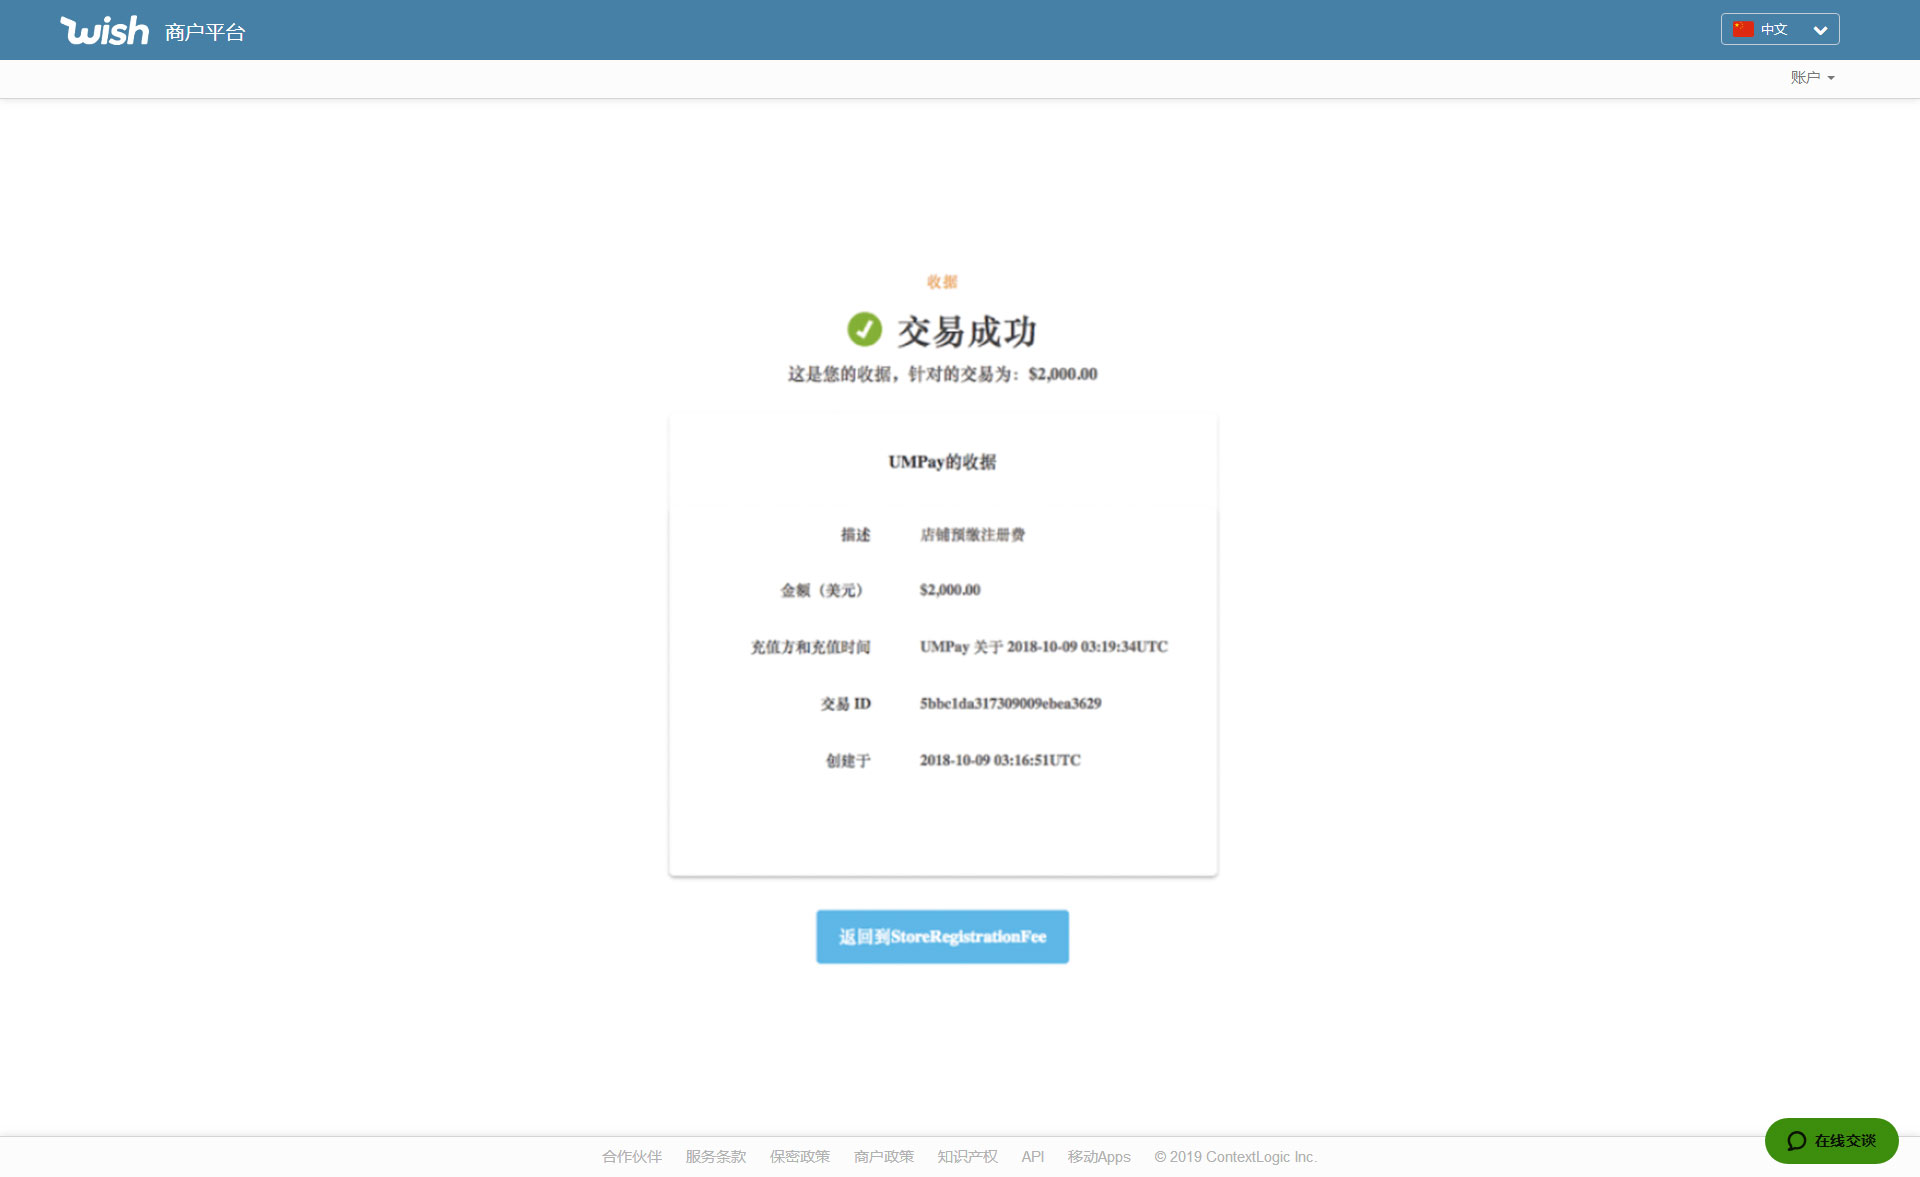 wish 商户平台
中文
账户
收据
交易成功
这是您的收据，针对的交易为：$2,000.00
UMPay的收据
描述 店铺预缴注册费
金额（美元） $2,000.00
充值方和充值时间 UMPay 关于 2018-10-09 03:19:34UTC
交易 ID 5bbc1da317309009ebea3629
创建于 2018-10-09 03:16:51UTC
返回到StoreRegistrationFee
在线交谈
合作伙伴 服务条款 保密政策 商户政策 知识产权 API 移动Apps © 2019 ContextLogic Inc.